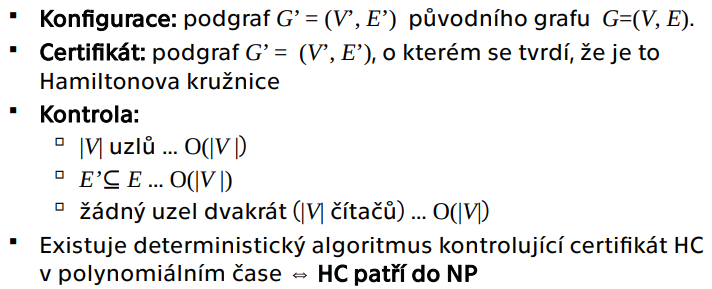 ▪ Konfigurace: podgraf G’ = (V’, E’) původního grafu G=(V, E).
▪ Certifikát: podgraf G’ = (V’, E’), o kterém se tvrdí, že je to
Hamiltonova kružnice
▪ Kontrola:
▫ |V| uzlů ... O(|V |)
▫ E’⊆ E ... O(|V |)
▫ žádný uzel dvakrát (|V| čítačů) ... O(|V|)
▪ Existuje deterministický algoritmus kontrolující certifikát HC
v polynomiálním čase ⇔ HC patří do NP